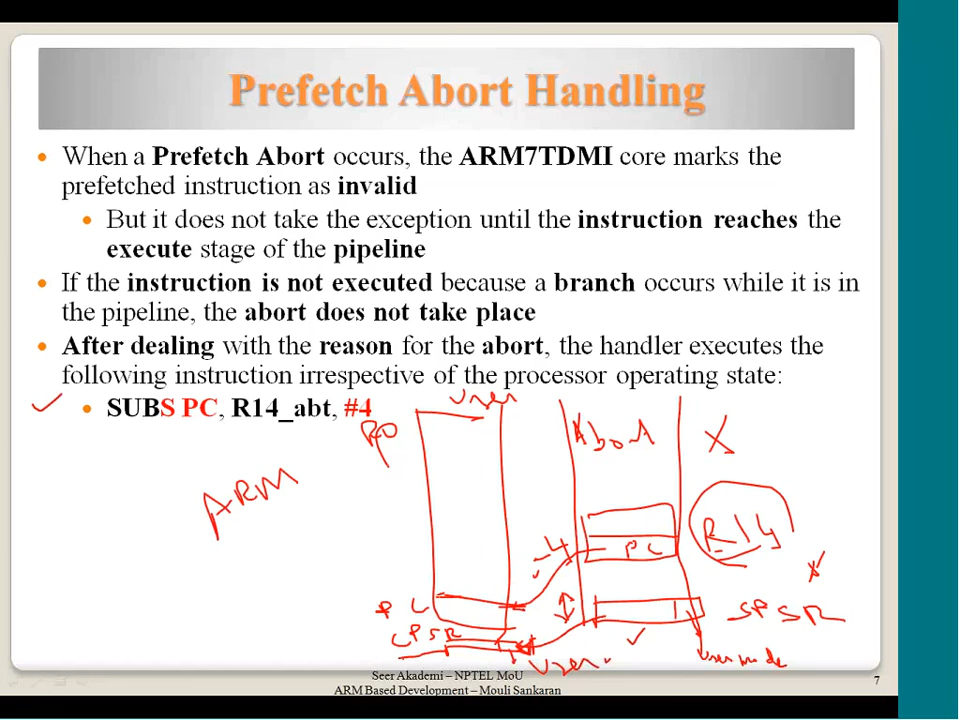 Prefetch Abort Handling
When a Prefetch Abort occurs, the ARM7TDMI core marks the
prefetched instruction as invalid
But it does not take the exception until the instruction reaches the
execute stage of the pipeline
If the instruction is not executed because a branch occurs while it is in
the pipeline, the abort does not take place
After dealing with the reason for the abort, the handler executes the
following instruction irrespective of the processor operating state:
SUBS PC, R14_abt, #4
User
R0
Abort
ARM
R14
-4
PC
PC
SPSR
CPSR
User
User mode
Seer Akademi – NPTEL MoU
ARM Based Development – Mouli Sankaran
7